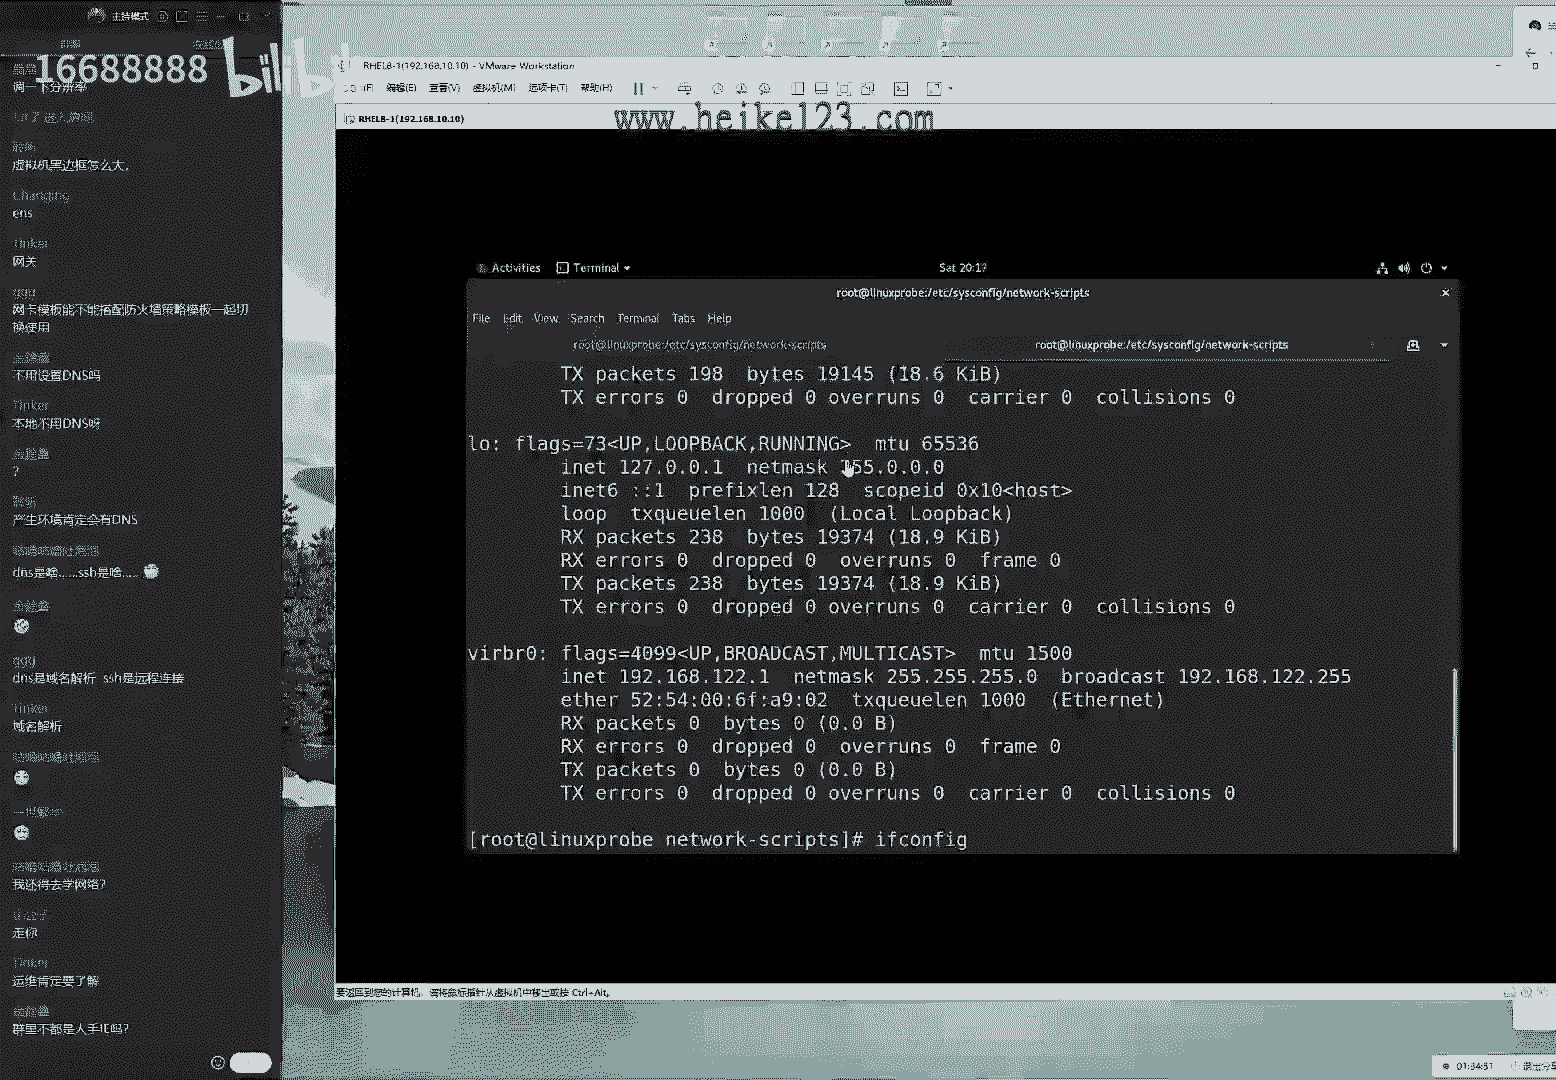 主持模式
16688888
bilibi
调一下分辨率
虚拟机黑边框怎么大,
Changing
ens
Tinker
网关
qgg
网卡模板能不能搭配防火墙策略模板一起切
换使用
不用设置DNS吗
Tinker
本地不用DNS呀
?
产生环境肯定会有DNS
dns是啥......ssh是啥.....
qgg
dns是域名解析 ssh是远程连接
Tinker
域名解析
我还得去学网络?
走你
Tinker
运维肯定要了解
群里不都是人手IE吗?
RHEL8-1(192.168.10.10) - VMware Workstation
编辑(E) 查看(V) 虚拟机(M) 选项卡(T) 帮助(H)
RHEL8-1(192.168.10.10)
www.heike123.com
Activities Terminal Sat 20:17
root@linuxprobe:/etc/sysconfig/network-scripts
File Edit View Search Terminal Tabs Help
root@linuxprobe:/etc/sysconfig/network-scripts root@linuxprobe:/etc/sysconfig/network-scripts
TX packets 198 bytes 19145 (18.6 KiB)
TX errors 0 dropped 0 overruns 0 carrier 0 collisions 0
lo: flags=73<UP,LOOPBACK,RUNNING> mtu 65536
inet 127.0.0.1 netmask 255.0.0.0
inet6 ::1 prefixlen 128 scopeid 0x10<host>
loop txqueuelen 1000 (Local Loopback)
RX packets 238 bytes 19374 (18.9 KiB)
RX errors 0 dropped 0 overruns 0 frame 0
TX packets 238 bytes 19374 (18.9 KiB)
TX errors 0 dropped 0 overruns 0 carrier 0 collisions 0
virbr0: flags=4099<UP,BROADCAST,MULTICAST> mtu 1500
inet 192.168.122.1 netmask 255.255.255.0 broadcast 192.168.122.255
ether 52:54:00:6f:a9:02 txqueuelen 1000 (Ethernet)
RX packets 0 bytes 0 (0.0 B)
RX errors 0 dropped 0 overruns 0 frame 0
TX packets 0 bytes 0 (0.0 B)
TX errors 0 dropped 0 overruns 0 carrier 0 collisions 0
[root@linuxprobe network-scripts]# ifconfig
要返回到您的计算机，请将鼠标指针从虚拟机中移出或按 Ctrl+Alt。
01:34:51